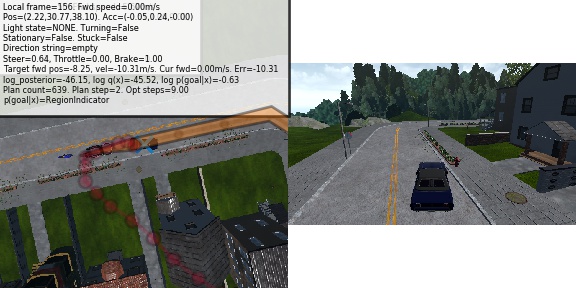 Local frame=156. Fwd speed=0.00m/s
Pos=(2.22,30.77,38.10). Acc=(-0.05,0.24,-0.00)
Light state=NONE. Turning=False
Stationary=False. Stuck=False
Direction string=empty
Steer=0.64, Throttle=0.00, Brake=1.00
Target fwd pos=-8.25, vel=-10.31m/s. Cur fwd=0.00m/s. Err=-10.31
log_posterior=-46.15, log q(x)=-45.52, log p(goal|x)=-0.63
Plan count=639. Plan step=2. Opt steps=9.00
p(goal|x)=RegionIndicator